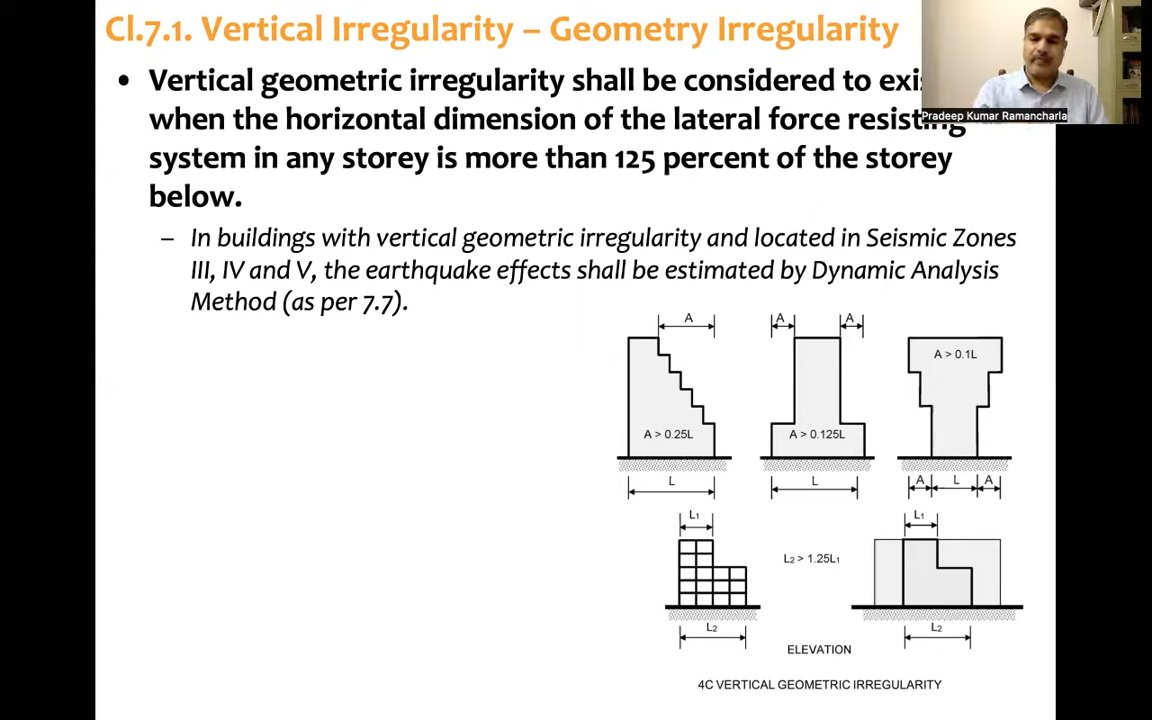 Cl.7.1. Vertical Irregularity – Geometry Irregularity
• Vertical geometric irregularity shall be considered to
when the horizontal dimension of the lateral force resisting
system in any storey is more than 125 percent of the storey
below.
– In buildings with vertical geometric irregularity and located in Seismic Zones
III, IV and V, the earthquake effects shall be estimated by Dynamic Analysis
Method (as per 7.7).
Pradeep Kumar Ramancharla
A
A
A
A > 0.1L
A > 0.25L
A > 0.125L
L
L
A
L
A
L₁
L₁
L₂ > 1.25L₁
L₂
L₂
ELEVATION
4C VERTICAL GEOMETRIC IRREGULARITY